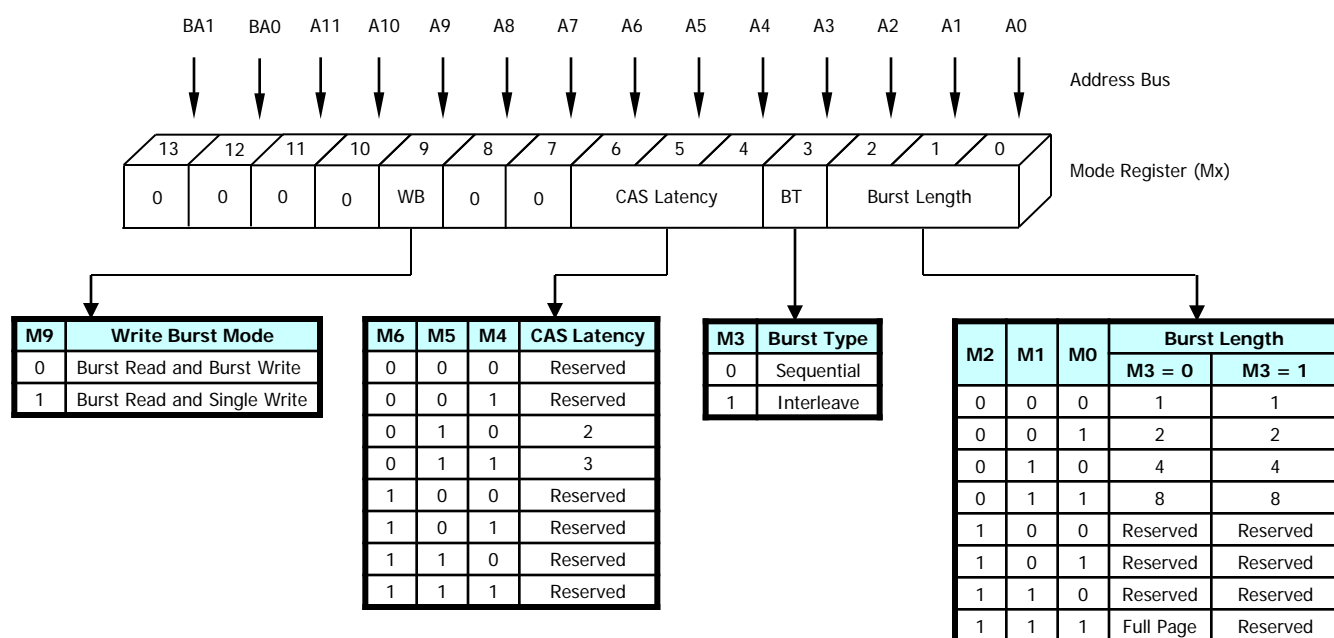 BA1 BA0 A11 A10 A9 A8 A7 A6 A5 A4 A3 A2 A1 A0
Address Bus
13 12 11 10 9 8 7 6 5 4 3 2 1 0
Mode Register (Mx)
0 0 0 0 WB 0 0 CAS Latency BT Burst Length
M9 Write Burst Mode
0 Burst Read and Burst Write
1 Burst Read and Single Write
M6 M5 M4 CAS Latency
0 0 0 Reserved
0 0 1 Reserved
0 1 0 2
0 1 1 3
1 0 0 Reserved
1 0 1 Reserved
1 1 0 Reserved
1 1 1 Reserved
M3 Burst Type
0 Sequential
1 Interleave
M2 M1 M0 Burst Length
M3 = 0 M3 = 1
0 0 0 1 1
0 0 1 2 2
0 1 0 4 4
0 1 1 8 8
1 0 0 Reserved Reserved
1 0 1 Reserved Reserved
1 1 0 Reserved Reserved
1 1 1 Full Page Reserved